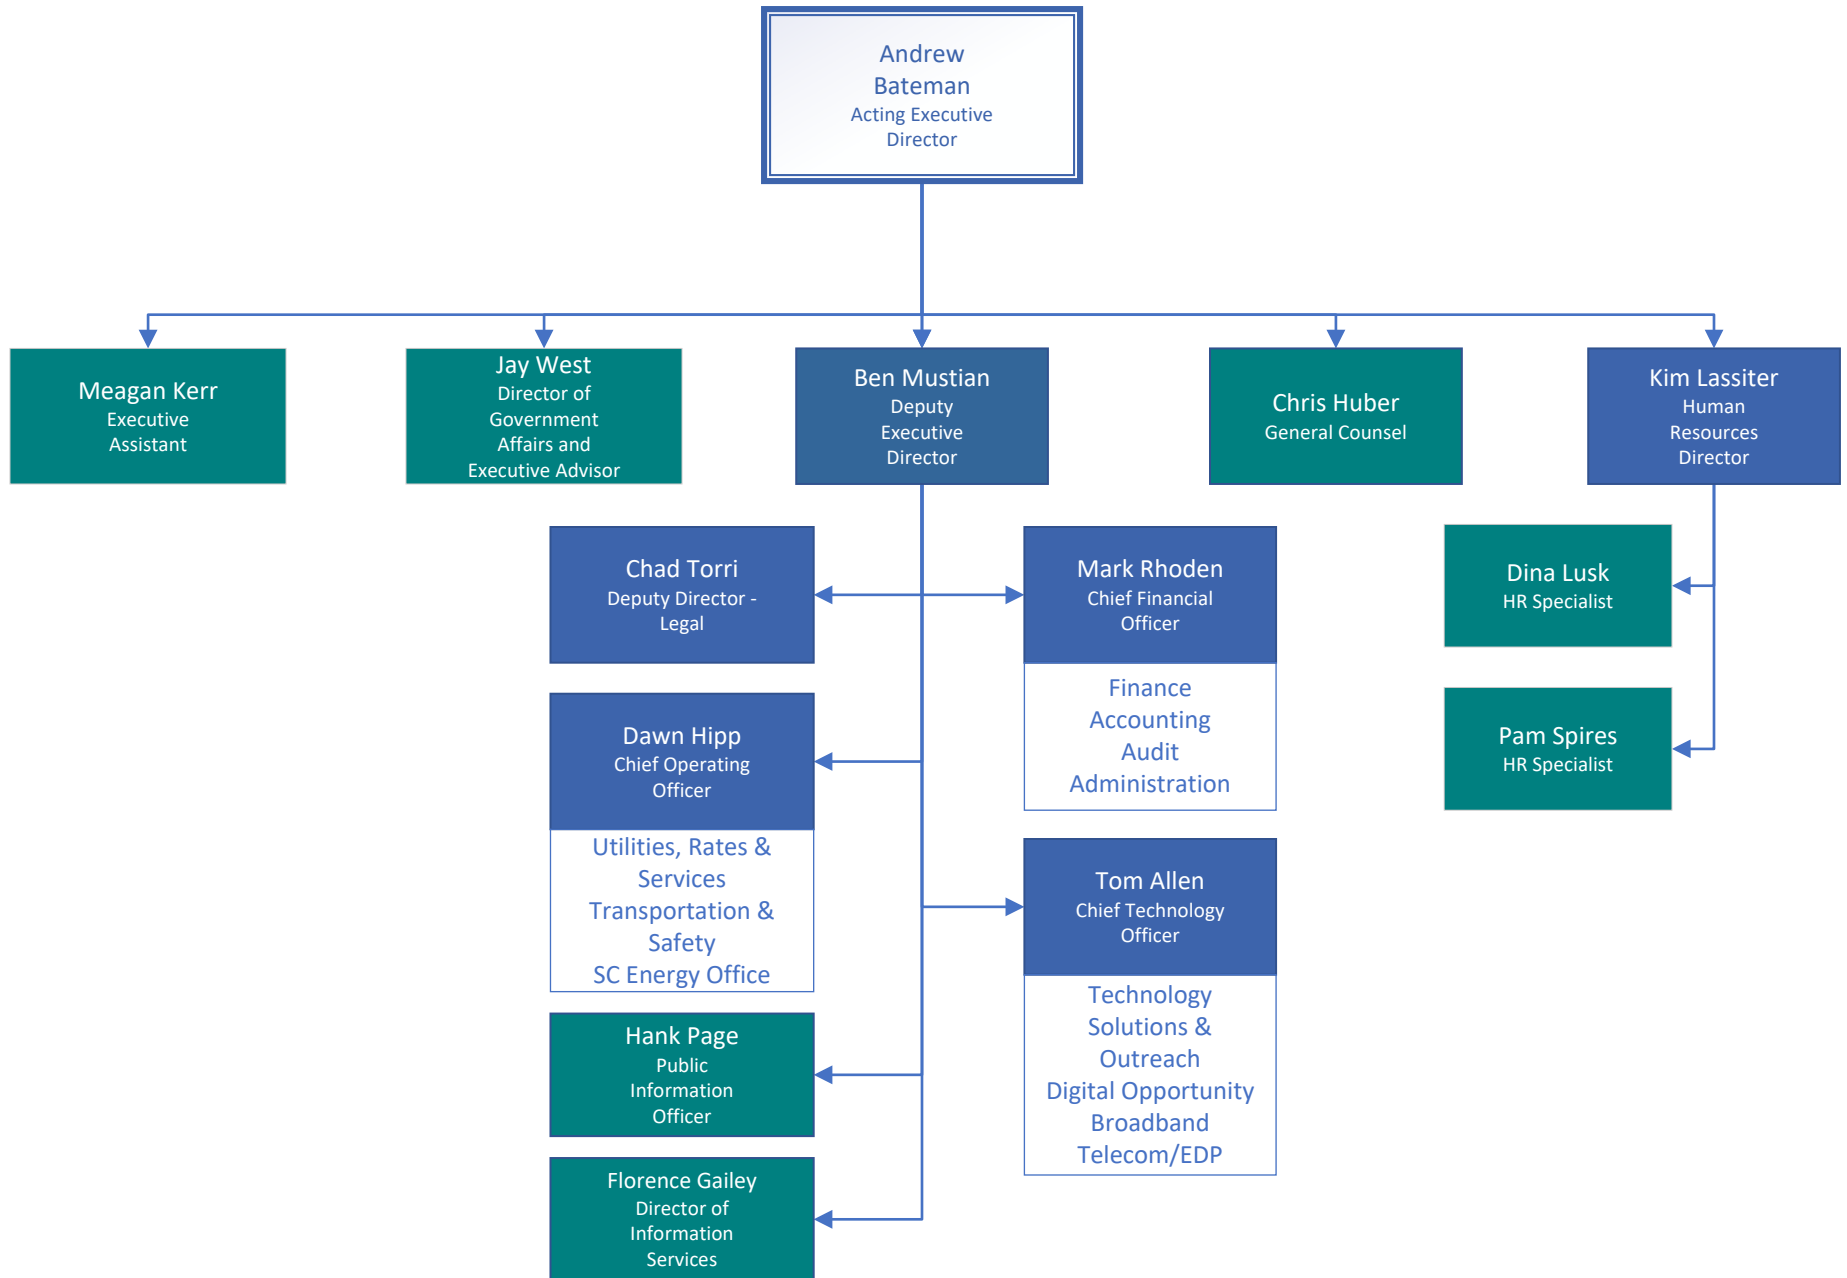 Andrew
Bateman
Acting Executive
Director
Meagan Kerr
Executive
Assistant
Jay West
Director of
Government
Affairs and
Executive Advisor
Ben Mustian
Deputy
Executive
Director
Chris Huber
General Counsel
Kim Lassiter
Human
Resources
Director
Chad Torri
Deputy Director -
Legal
Mark Rhoden
Chief Financial
Officer
Finance
Accounting
Audit
Administration
Dina Lusk
HR Specialist
Pam Spires
HR Specialist
Dawn Hipp
Chief Operating
Officer
Utilities, Rates &
Services
Transportation &
Safety
SC Energy Office
Tom Allen
Chief Technology
Officer
Technology
Solutions &
Outreach
Digital Opportunity
Broadband
Telecom/EDP
Hank Page
Public
Information
Officer
Florence Gailey
Director of
Information
Services